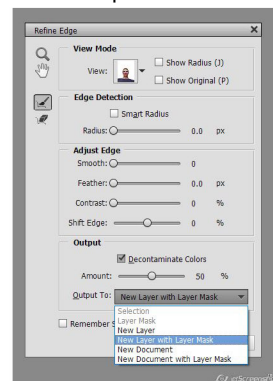 Refine Edge
View Mode
View:
Show Radius (J)
Show Original (P)
Edge Detection
Smart Radius
Radius: 0.0 px
Adjust Edge
Smooth: 0
Feather: 0.0 px
Contrast: 0 %
Shift Edge: 0 %
Output
Decontaminate Colors
Amount: 50 %
Output To: New Layer with Layer Mask
Selection
Layer Mask
New Layer
New Layer with Layer Mask
New Document
New Document with Layer Mask
Remember